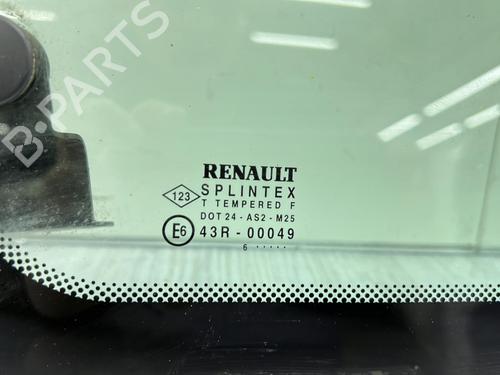 B-PARTS
RENAULT
123 SPLINTEX
T TEMPERED F
DOT 24 - AS2 - M25
E6 43R - 00049
6 .....